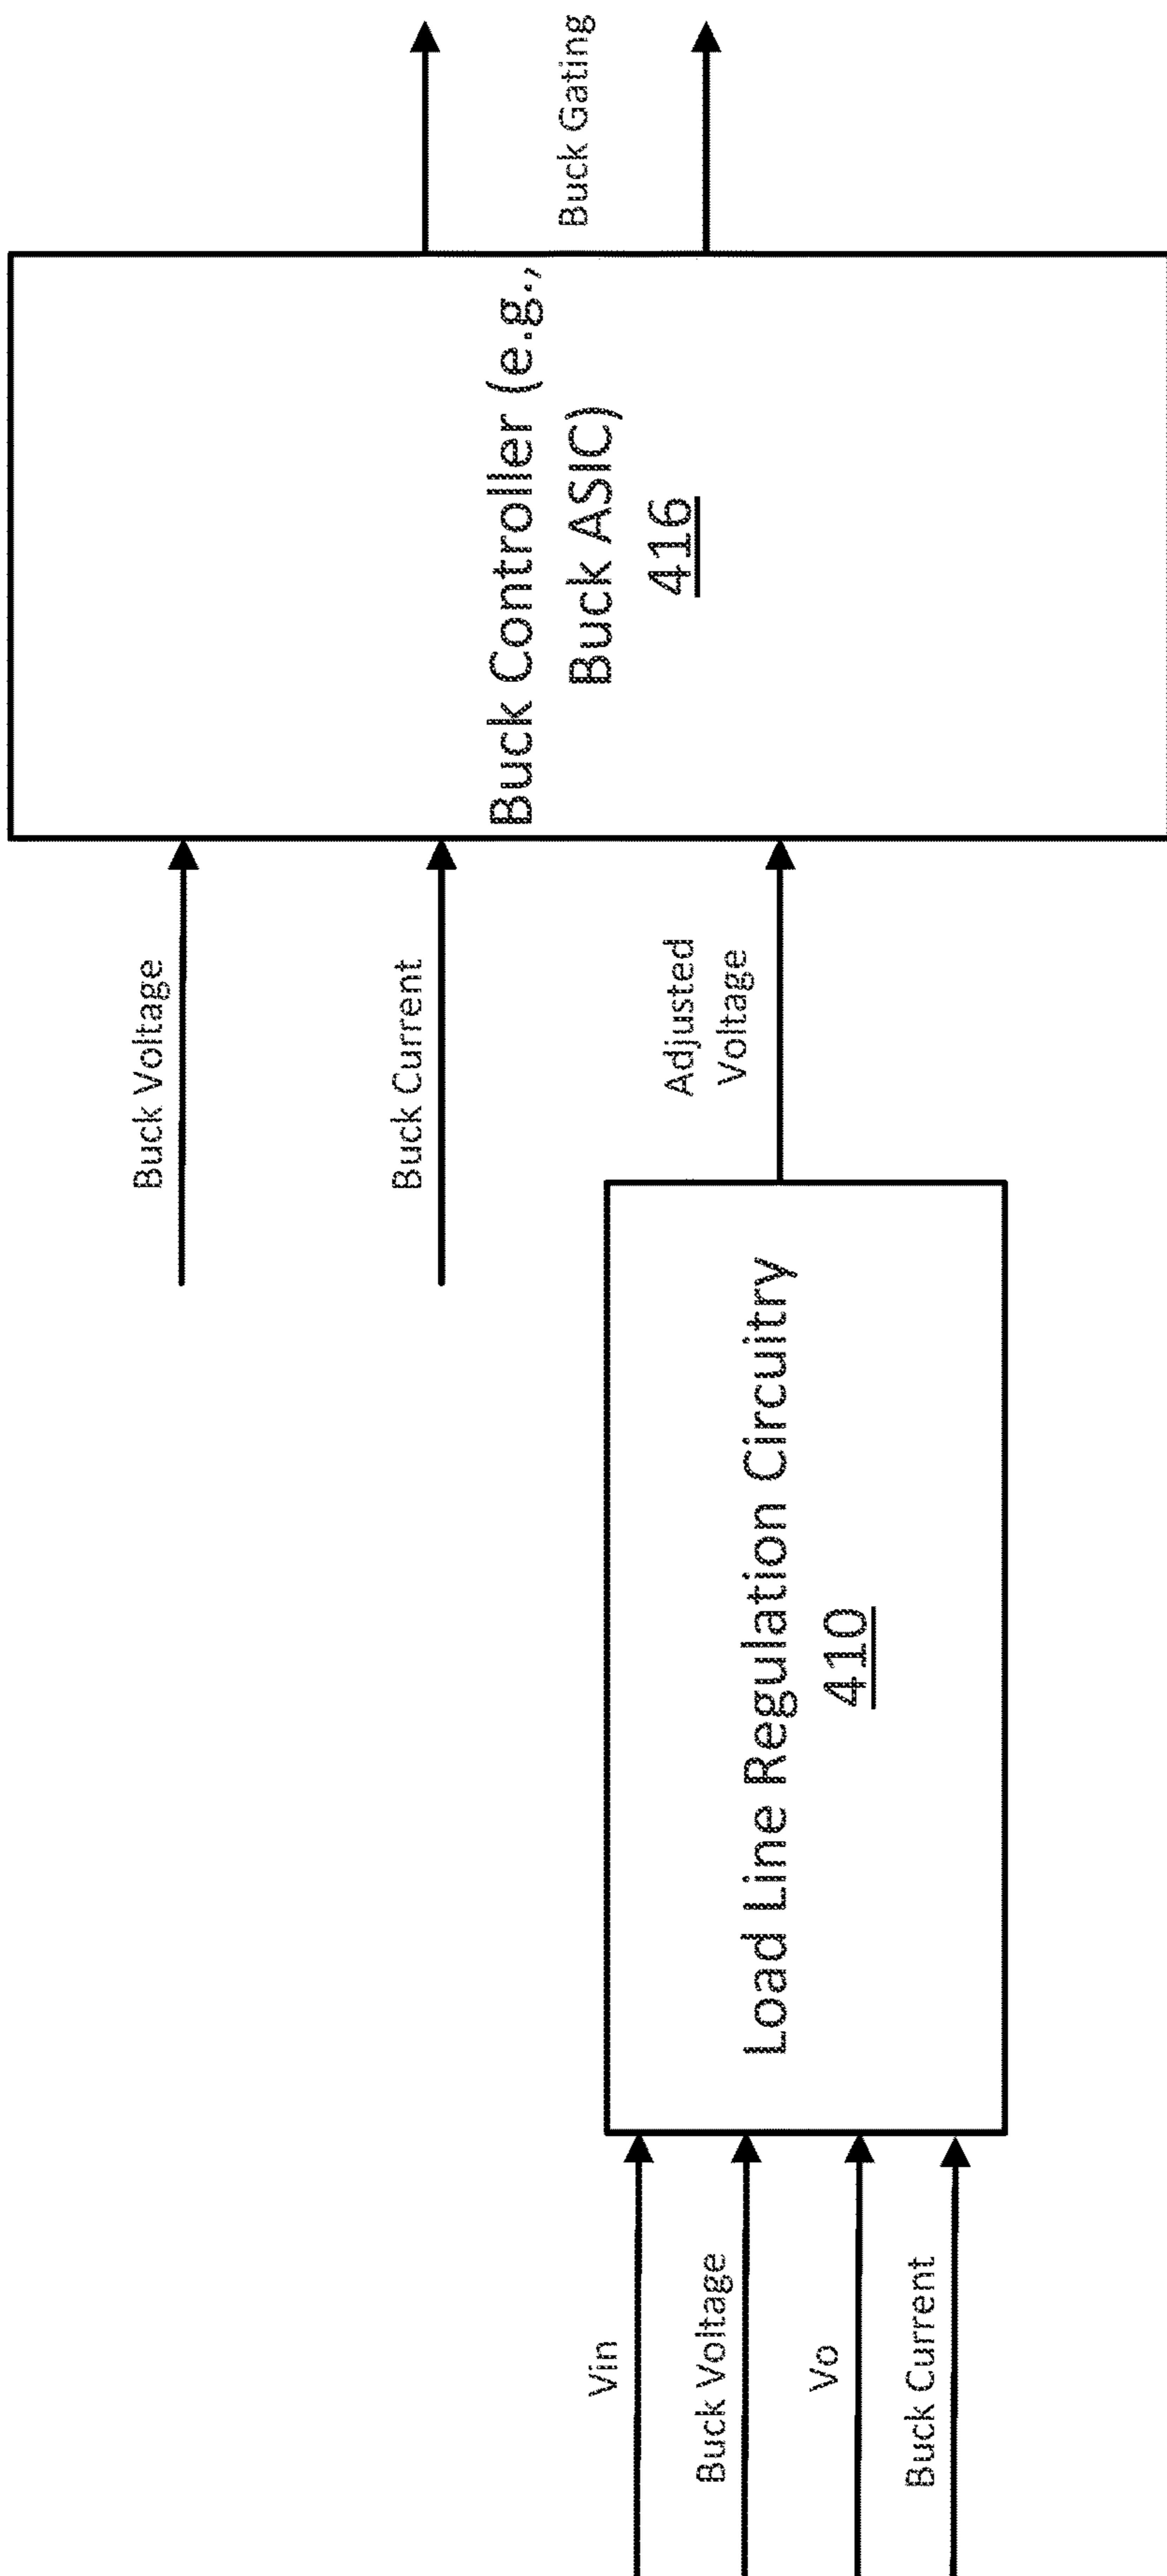 Vin
Buck Voltage
Vo
Buck Current
Load Line Regulation Circuitry
410
Buck Voltage
Buck Current
Adjusted
Voltage
Buck Controller (e.g.,
Buck ASIC)
416
Buck Gating